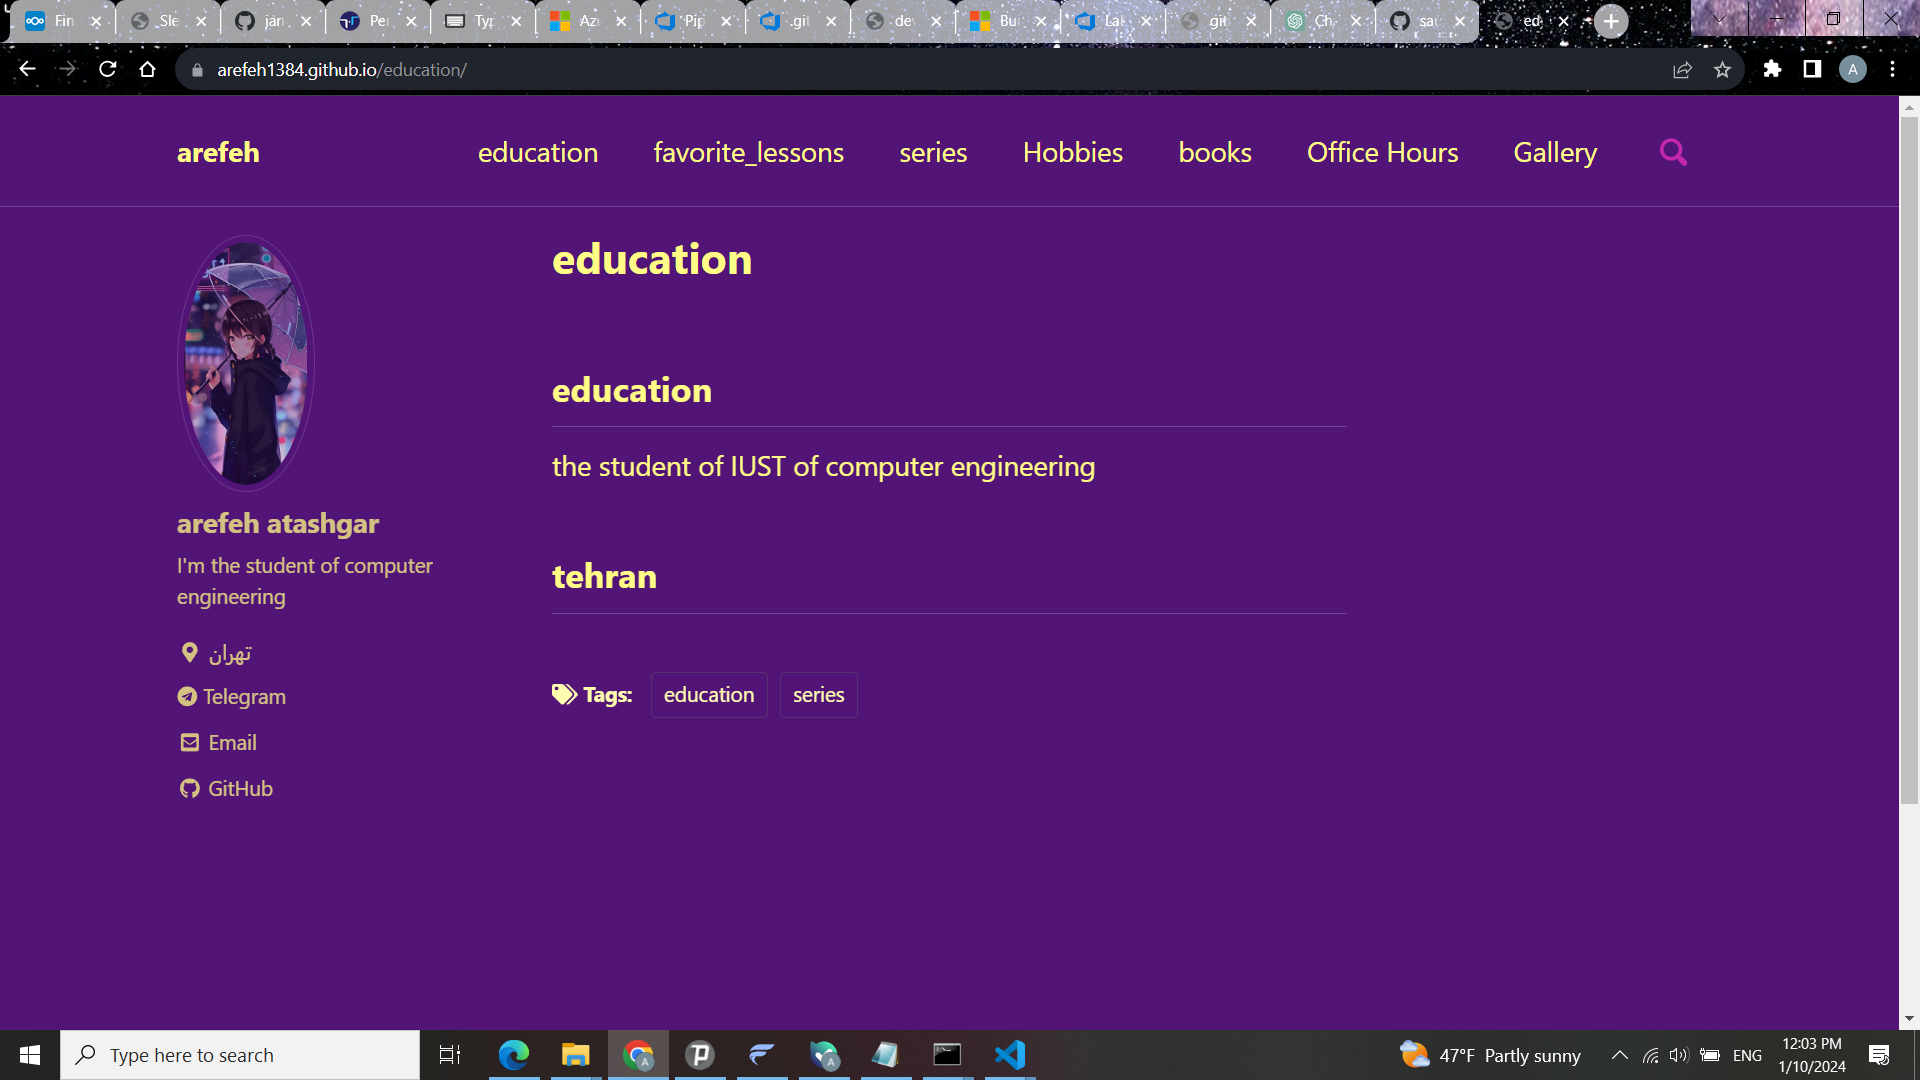 Fin
Sle
jan
Per
Typ
Az
Pip
.git
de
Bu
Lal
git
Ch
sa
ed
arefeh1384.github.io/education/
A
arefeh
education
favorite_lessons
series
Hobbies
books
Office Hours
Gallery
education
education
the student of IUST of computer engineering
tehran
Tags: education series
arefeh atashgar
I'm the student of computer
engineering
تهران
Telegram
Email
GitHub
Type here to search
47°F Partly sunny
ENG
12:03 PM
1/10/2024